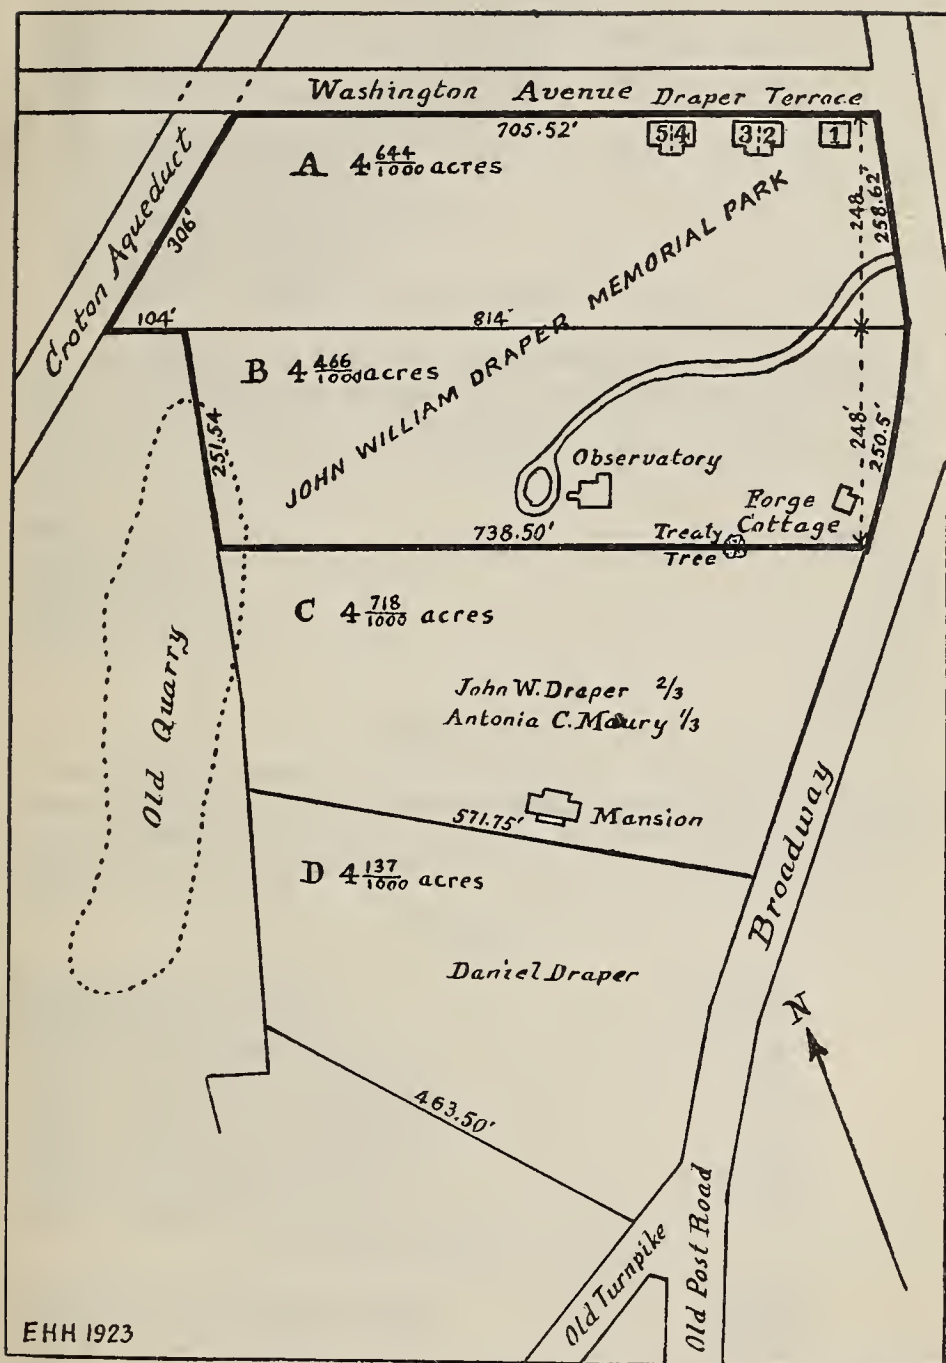 Washington Avenue Draper Terrace
705.52'
5 4 3 2 1
A 4 644/1000 acres
306'
Croton Aqueduct
JOHN WILLIAM DRAPER MEMORIAL PARK
248
258.62'
104'
814'
B 4 466/1000 acres
251.54
248'
250.5'
Observatory
Forge
Cottage
738.50'
Treaty
Tree
C 4 718/1000 acres
Old Quarry
John W. Draper 2/3
Antonia C. Maury 1/3
Mansion
571.75'
D 4 137/1000 acres
Broadway
Daniel Draper
N
463.50'
Old Turnpike
Old Post Road
EHH 1923